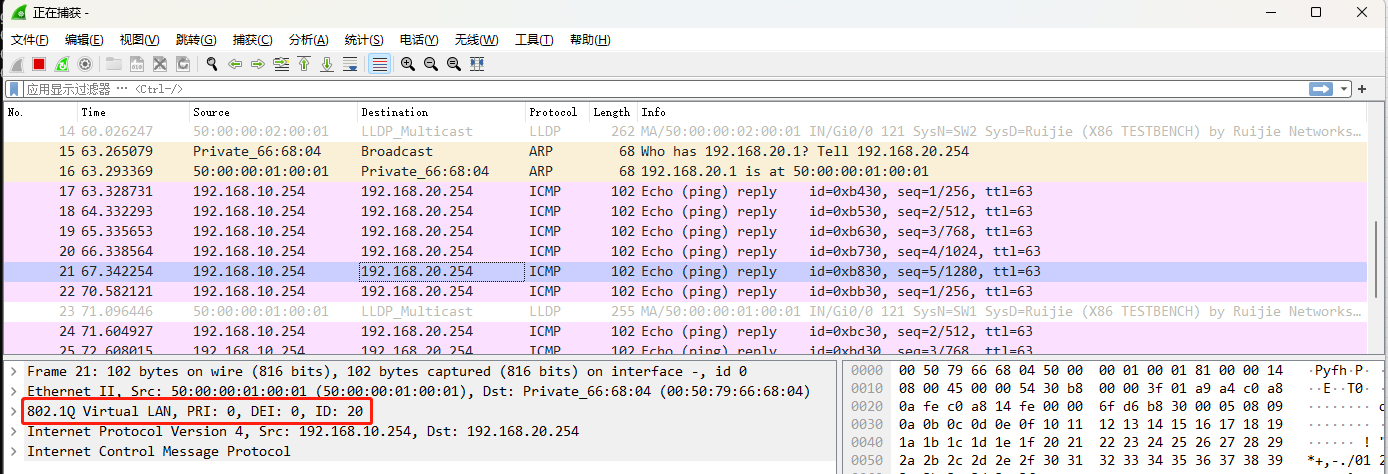 正在捕获 -
文件(F) 编辑(E) 视图(V) 跳转(G) 捕获(C) 分析(A) 统计(S) 电话(Y) 无线(W) 工具(T) 帮助(H)
应用显示过滤器 … <Ctrl-/>
No. Time Source Destination Protocol Length Info
14 60.026247 50:00:00:02:00:01 LLDP_Multicast LLDP 262 MA/50:00:00:02:00:01 IN/Gi0/0 121 SysN=SW2 SysD=Ruijie (X86 TESTBENCH) by Ruijie Networks…
15 63.265079 Private_66:68:04 Broadcast ARP 68 Who has 192.168.20.1? Tell 192.168.20.254
16 63.293369 50:00:00:01:00:01 Private_66:68:04 ARP 68 192.168.20.1 is at 50:00:00:01:00:01
17 63.328731 192.168.10.254 192.168.20.254 ICMP 102 Echo (ping) reply id=0xb430, seq=1/256, ttl=63
18 64.332293 192.168.10.254 192.168.20.254 ICMP 102 Echo (ping) reply id=0xb530, seq=2/512, ttl=63
19 65.335653 192.168.10.254 192.168.20.254 ICMP 102 Echo (ping) reply id=0xb630, seq=3/768, ttl=63
20 66.338564 192.168.10.254 192.168.20.254 ICMP 102 Echo (ping) reply id=0xb730, seq=4/1024, ttl=63
21 67.342254 192.168.10.254 192.168.20.254 ICMP 102 Echo (ping) reply id=0xb830, seq=5/1280, ttl=63
22 70.582121 192.168.10.254 192.168.20.254 ICMP 102 Echo (ping) reply id=0xbb30, seq=1/256, ttl=63
23 71.096446 50:00:00:01:00:01 LLDP_Multicast LLDP 255 MA/50:00:00:01:00:01 IN/Gi0/0 121 SysN=SW1 SysD=Ruijie (X86 TESTBENCH) by Ruijie Networks…
24 71.604927 192.168.10.254 192.168.20.254 ICMP 102 Echo (ping) reply id=0xbc30, seq=2/512, ttl=63
25 72.608015 192.168.10.254 192.168.20.254 ICMP 102 Echo (ping) reply id=0xbd30, seq=3/768, ttl=63
Frame 21: 102 bytes on wire (816 bits), 102 bytes captured (816 bits) on interface -, id 0
Ethernet II, Src: 50:00:00:01:00:01 (50:00:00:01:00:01), Dst: Private_66:68:04 (00:50:79:66:68:04)
802.1Q Virtual LAN, PRI: 0, DEI: 0, ID: 20
Internet Protocol Version 4, Src: 192.168.10.254, Dst: 192.168.20.254
Internet Control Message Protocol
0000 00 50 79 66 68 04 50 00 00 01 00 01 81 00 00 14 ·Pyfh·P·
0010 08 00 45 00 00 54 30 b8 00 00 3f 01 a9 a4 c0 a8 ··E··T0·
0020 0a fe c0 a8 14 fe 00 00 6f d6 b8 30 00 05 08 09 ········
0030 0a 0b 0c 0d 0e 0f 10 11 12 13 14 15 16 17 18 19 ········
0040 1a 1b 1c 1d 1e 1f 20 21 22 23 24 25 26 27 28 29 ······ ! "
0050 2a 2b 2c 2d 2e 2f 30 31 32 33 34 35 36 37 38 39 *+,-./01 2